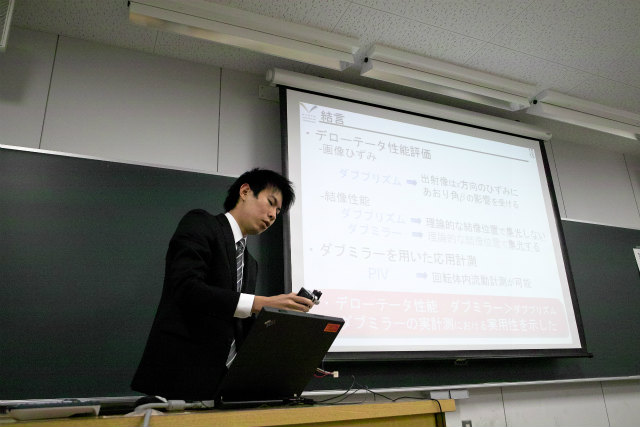 結言
・デローテータ性能評価
-画像ひずみ
ダブプリズム ➡ 出射像はx方向のひずみに
あおり角βの影響を受ける
-結像性能
ダブプリズム ➡ 理論的な結像位置で集光しない
ダブミラー ➡ 理論的な結像位置で集光する
・ダブミラーを用いた応用計測
PIV ➡ 回転体内流動計測が可能
・デローテータ性能 ダブミラー＞ダブプリズム
ダブミラーの実計測における実用性を示した